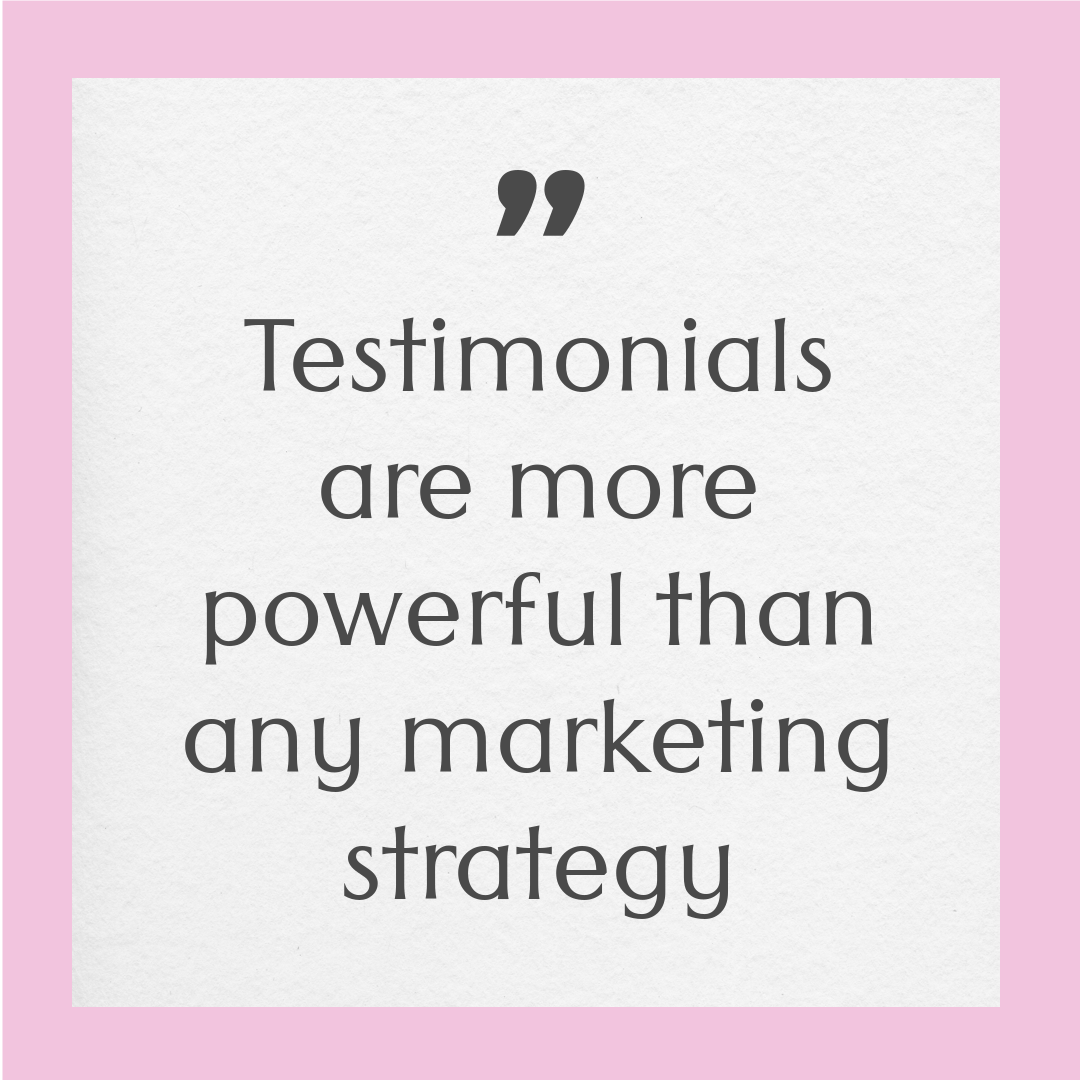 ”
Testimonials
are more
powerful than
any marketing
strategy